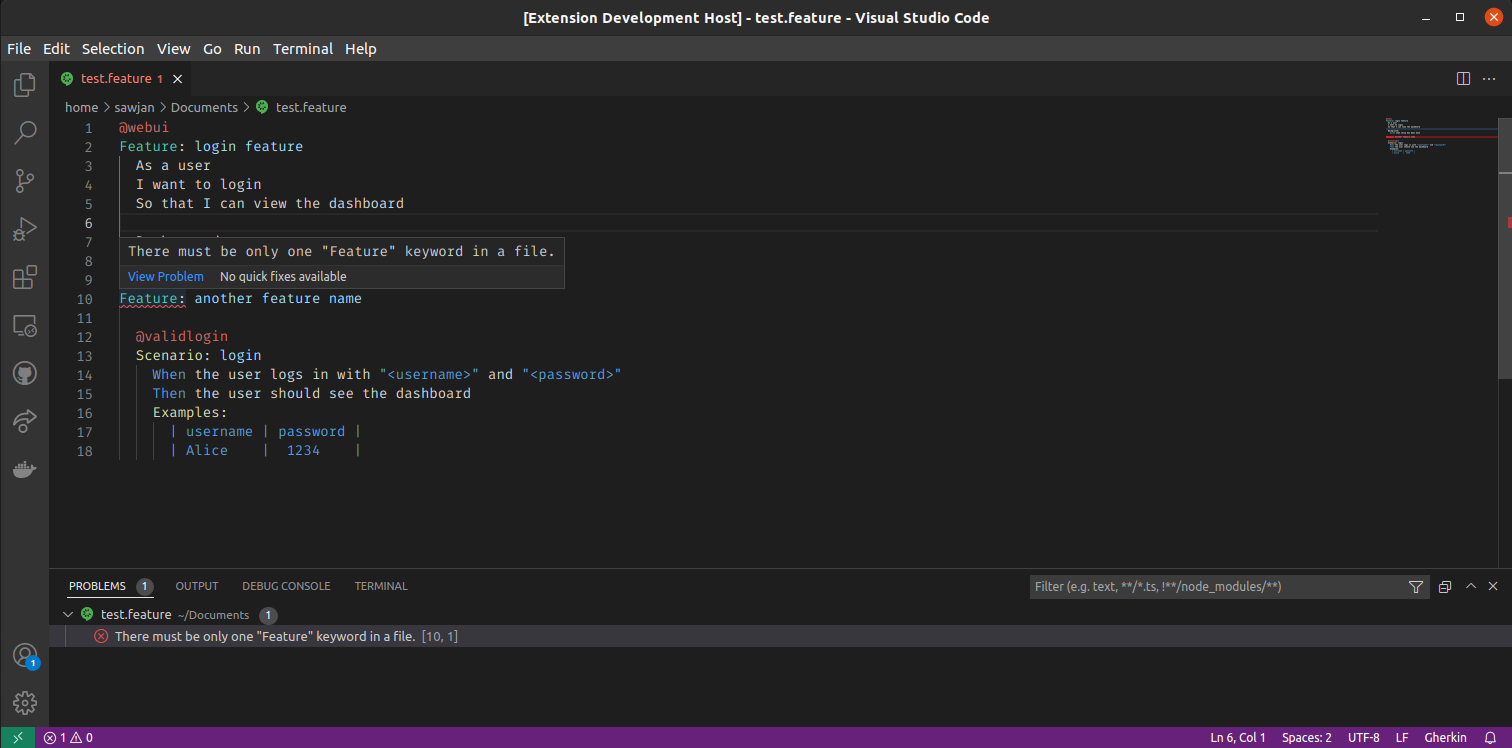 [Extension Development Host] - test.feature - Visual Studio Code
File Edit Selection View Go Run Terminal Help
test.feature 1
home > sawjan > Documents > test.feature
1 @webui
2 Feature: login feature
3 As a user
4 I want to login
5 So that I can view the dashboard
6
7
8 There must be only one "Feature" keyword in a file.
9 View Problem No quick fixes available
10 Feature: another feature name
11
12 @validlogin
13 Scenario: login
14 When the user logs in with "<username>" and "<password>"
15 Then the user should see the dashboard
16 Examples:
17 | username | password |
18 | Alice | 1234 |
PROBLEMS 1 OUTPUT DEBUG CONSOLE TERMINAL Filter (e.g. text, **/*.ts, !**/node_modules/**)
test.feature ~/Documents 1
There must be only one "Feature" keyword in a file. [10, 1]
1
1 0 Ln 6, Col 1 Spaces: 2 UTF-8 LF Gherkin